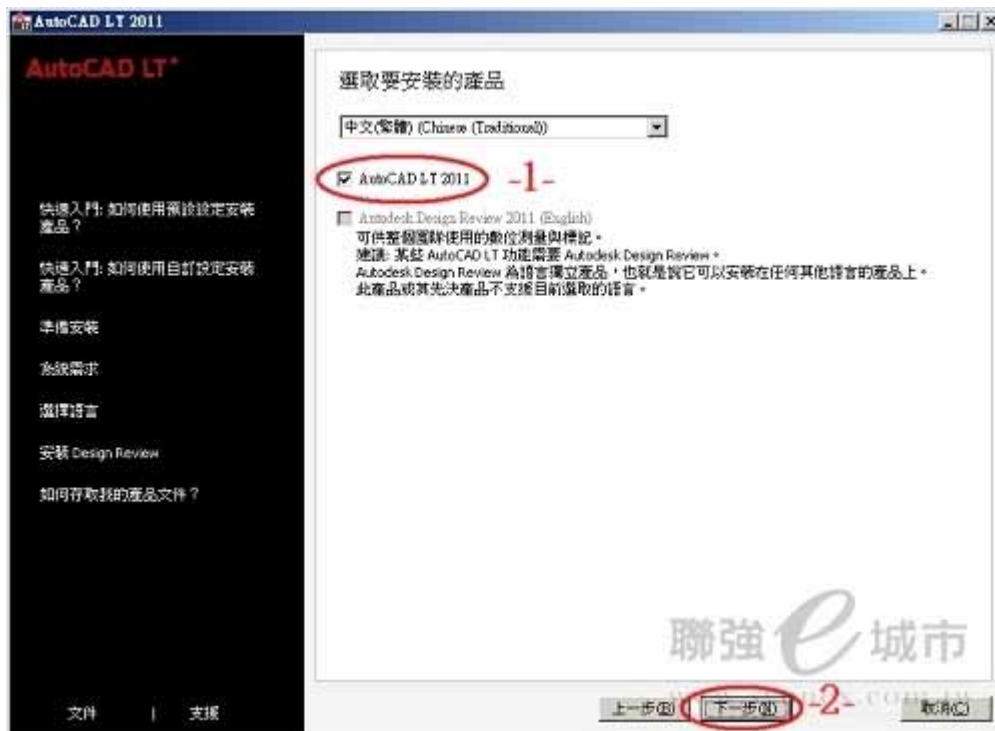 AutoCAD LT 2011
AutoCAD LT
選取要安裝的產品
中文(繁體) (Chinese (Traditional))
AutoCAD LT 2011
-1-
Autodesk Design Review 2011 (English)
可供整個團隊使用的數位測量與標記。
建議: 某些 AutoCAD LT 功能需要 Autodesk Design Review。
Autodesk Design Review 為語言獨立產品，也就是說它可以安裝在任何其他語言的產品上。
此產品或其先決產品不支援目前選取的語言。
快速入門: 如何使用預設設定安裝
產品？
快速入門: 如何使用自訂設定安裝
產品？
準備安裝
系統需求
選擇語言
安裝 Design Review
如何存取我的產品文件？
文件 | 支援
聯強e城市
上一步(B)
下一步(N)
-2-
取消(C)